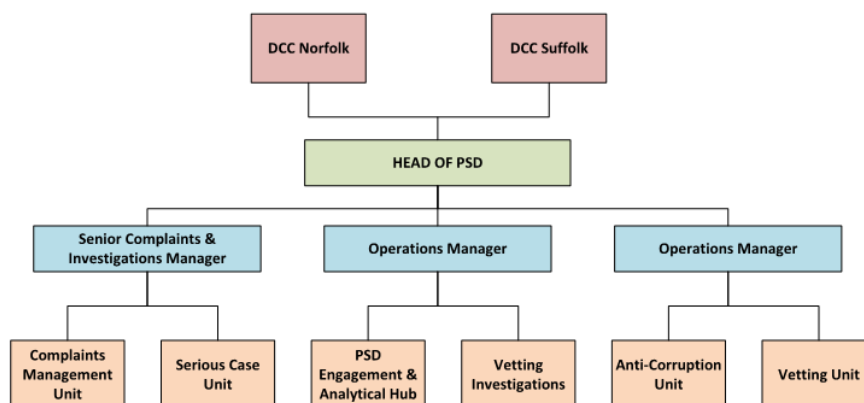 DCC Norfolk
DCC Suffolk
HEAD OF PSD
Senior Complaints &
Investigations Manager
Operations Manager
Operations Manager
Complaints
Management
Unit
Serious Case
Unit
PSD
Engagement &
Analytical Hub
Vetting
Investigations
Anti-Corruption
Unit
Vetting Unit